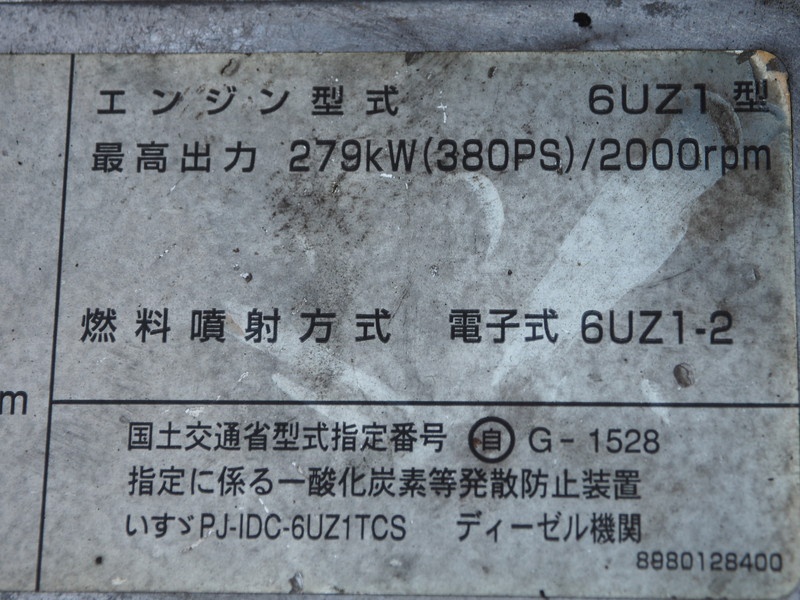 エンジン型式 6UZ1型
最高出力 279kW(380PS)/2000rpm
燃料噴射方式 電子式 6UZ1-2
m
国土交通省型式指定番号 � 自 G-1528
指定に係る一酸化炭素等発散防止装置
いすゞPJ-IDC-6UZ1TCS ディーゼル機関
8980128400